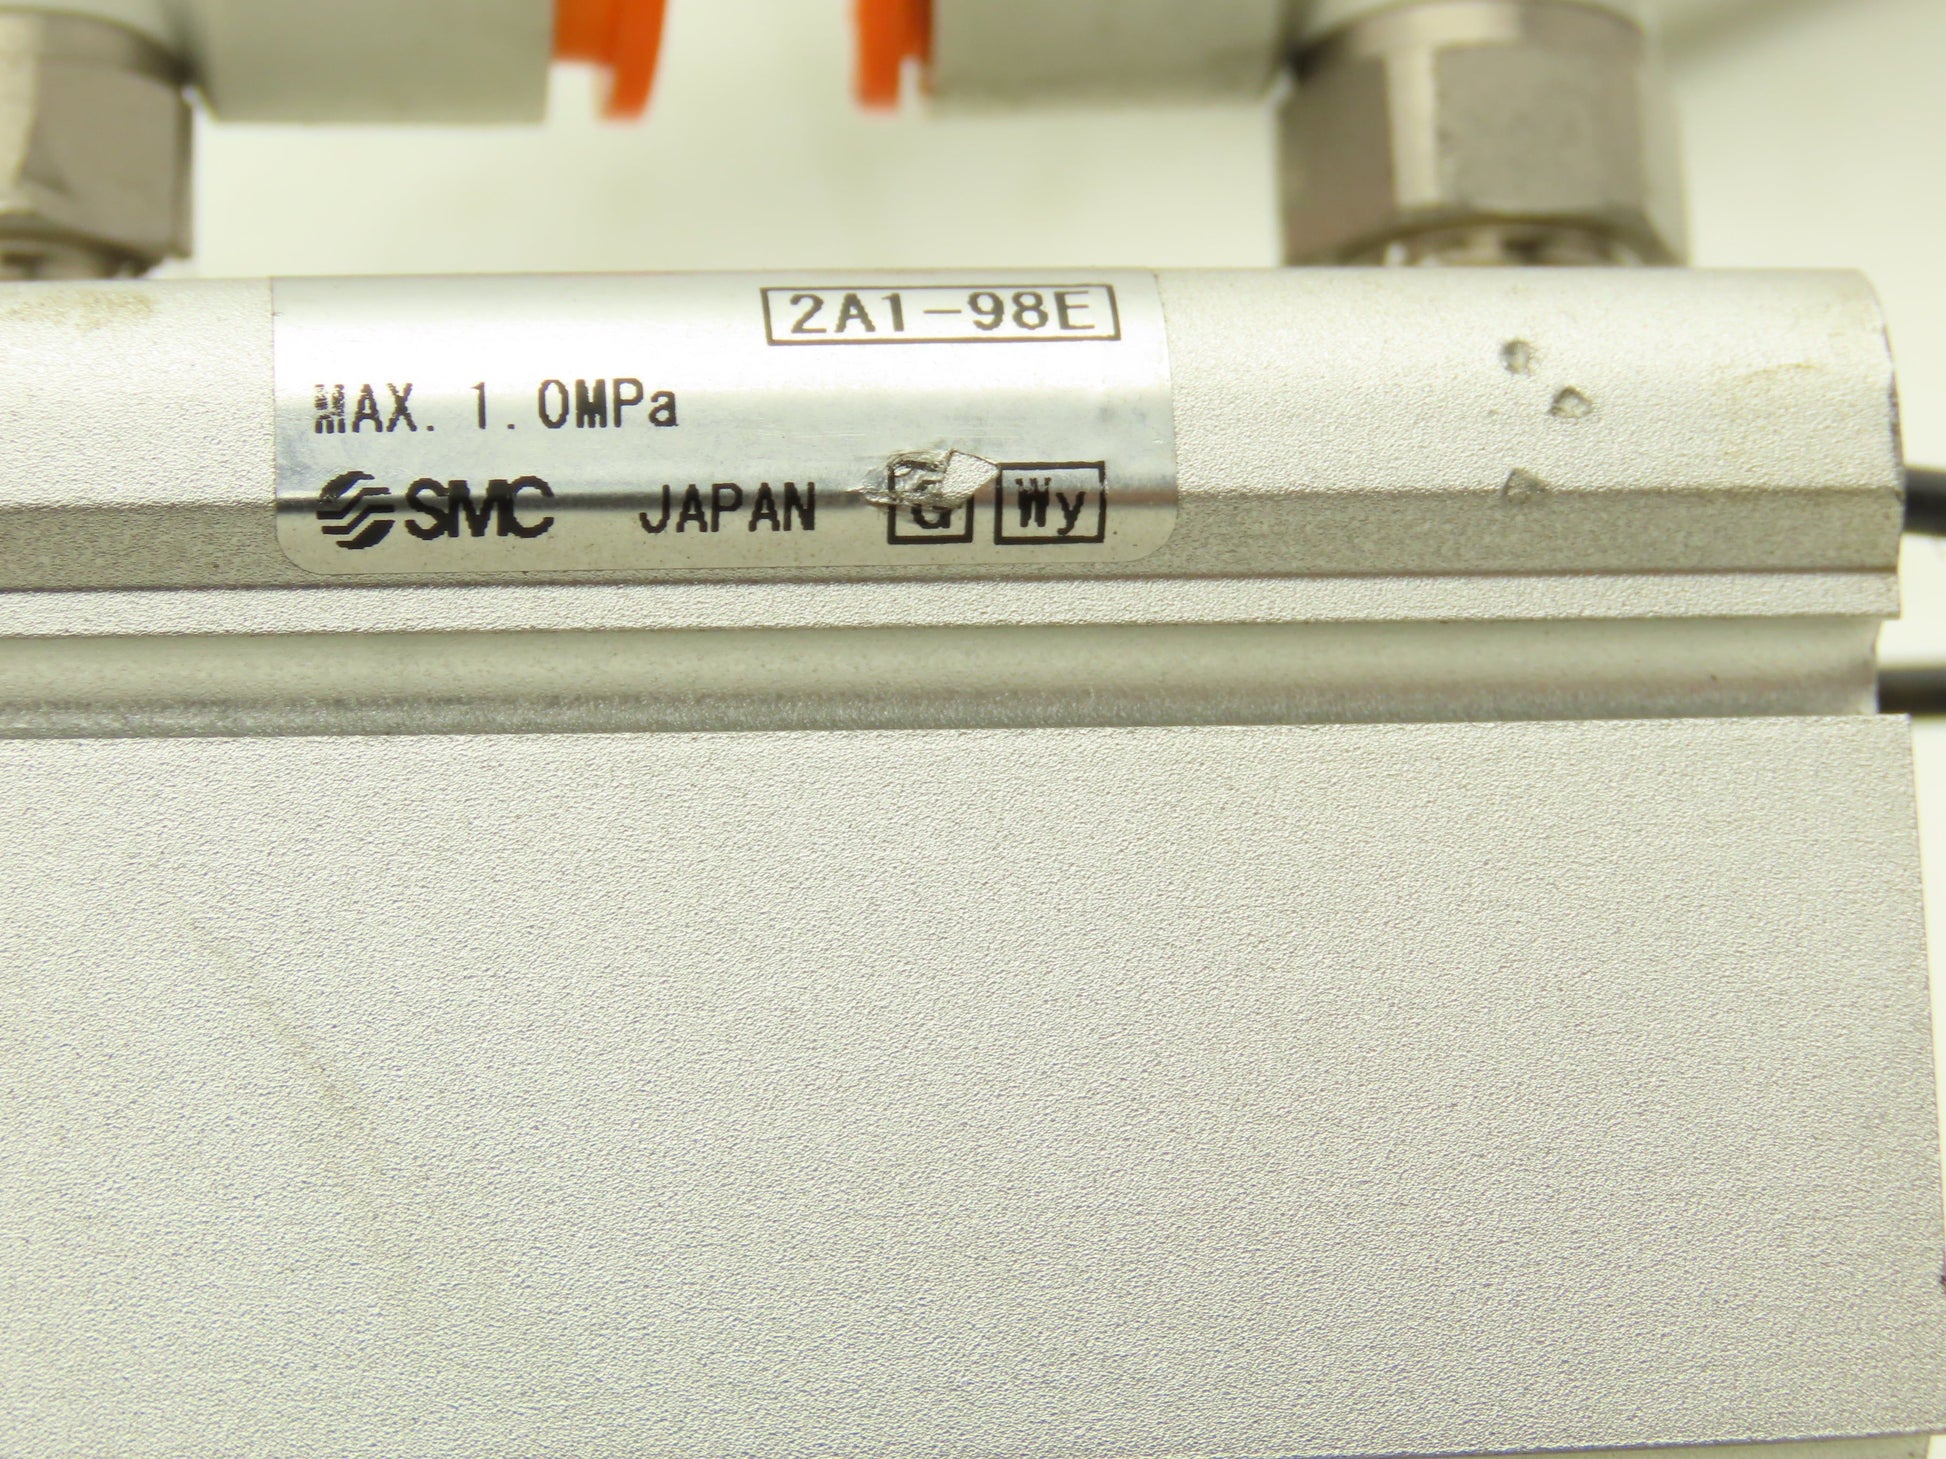 2A1-98E
MAX. 1.0MPa
SMC JAPAN G Wy